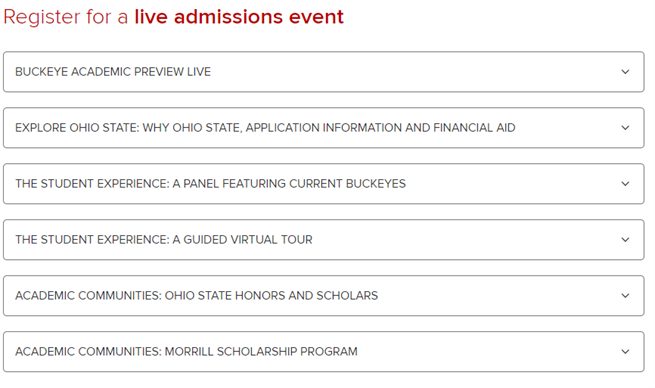 Register for a live admissions event
BUCKEYE ACADEMIC PREVIEW LIVE
EXPLORE OHIO STATE: WHY OHIO STATE, APPLICATION INFORMATION AND FINANCIAL AID
THE STUDENT EXPERIENCE: A PANEL FEATURING CURRENT BUCKEYES
THE STUDENT EXPERIENCE: A GUIDED VIRTUAL TOUR
ACADEMIC COMMUNITIES: OHIO STATE HONORS AND SCHOLARS
ACADEMIC COMMUNITIES: MORRILL SCHOLARSHIP PROGRAM